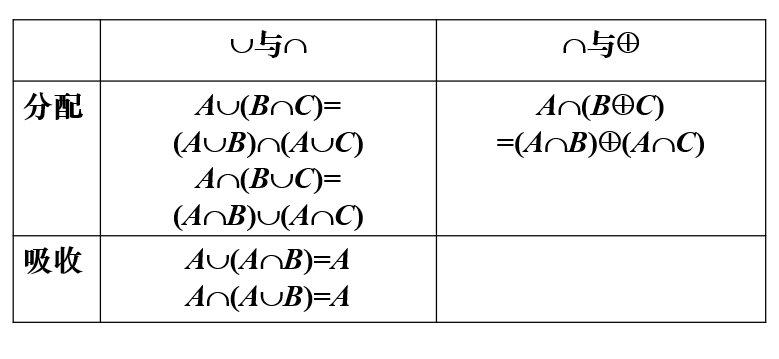 ∪与∩
∩与⊕
分配
A∪(B∩C)=
(A∪B)∩(A∪C)
A∩(B∪C)=
(A∩B)∪(A∩C)
A∩(B⊕C)
=(A∩B)⊕(A∩C)
吸收
A∪(A∩B)=A
A∩(A∪B)=A